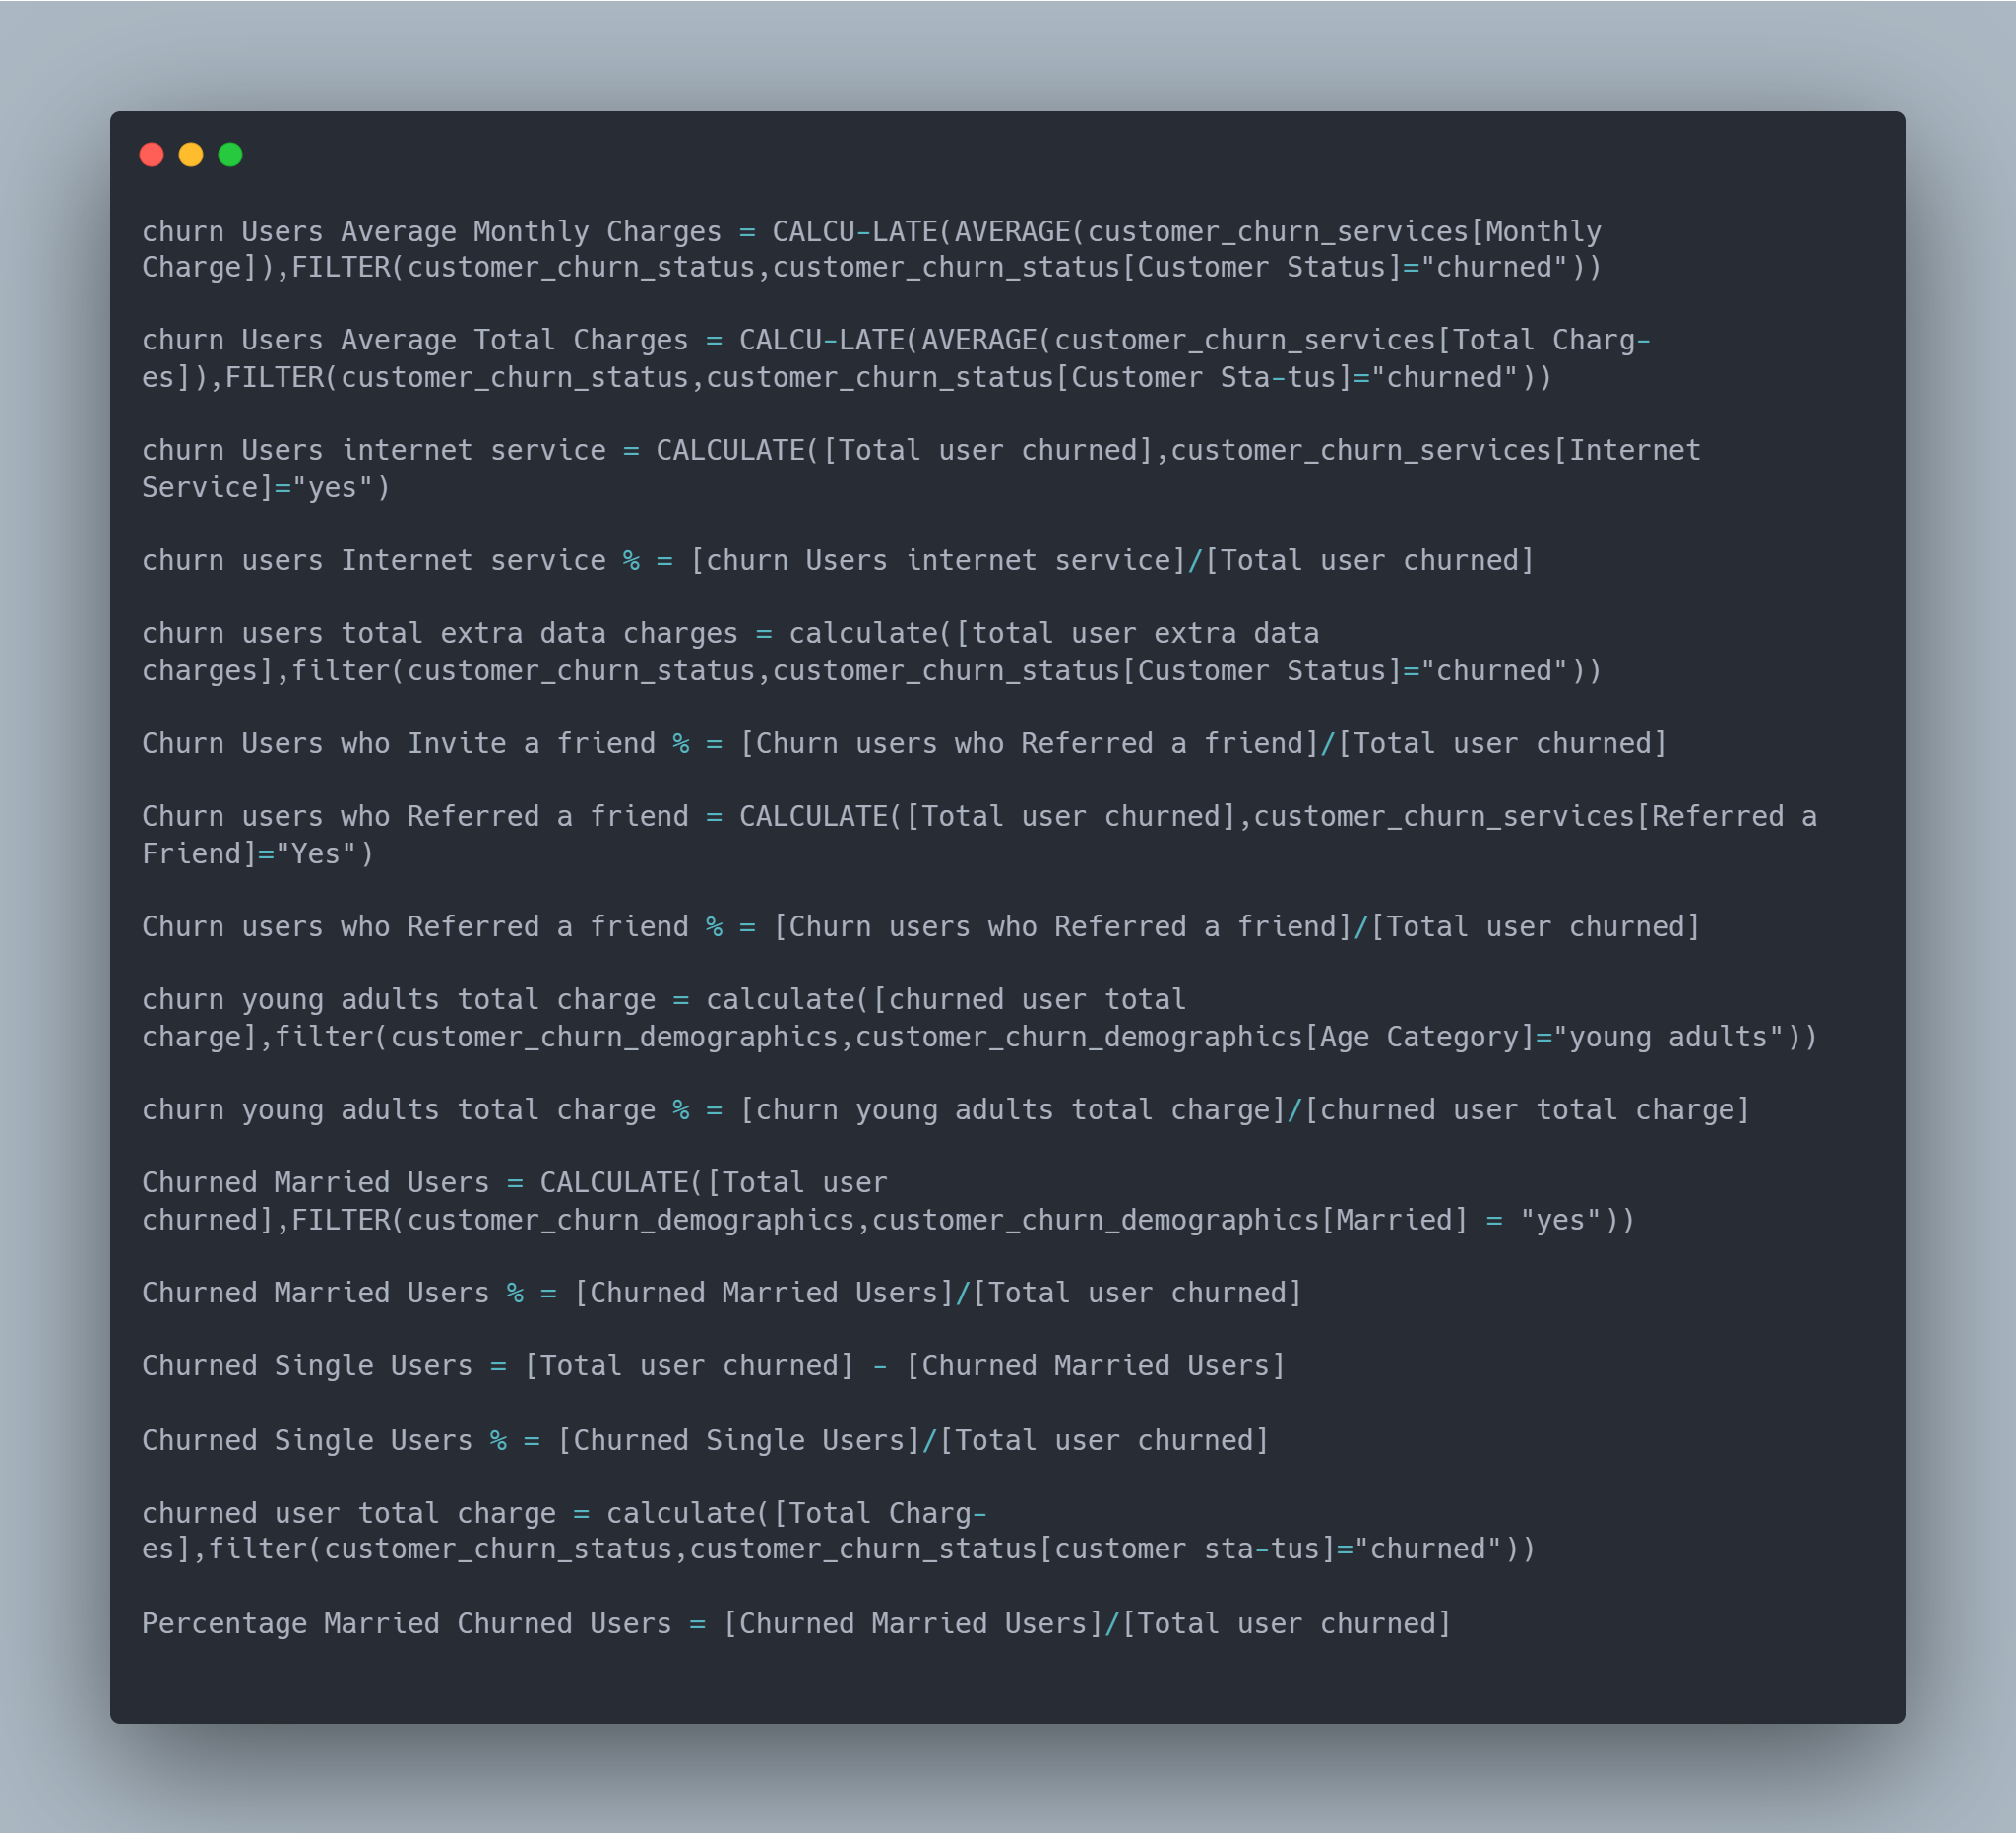 churn Users Average Monthly Charges = CALCU-LATE(AVERAGE(customer_churn_services[Monthly
Charge]),FILTER(customer_churn_status,customer_churn_status[Customer Status]="churned"))
churn Users Average Total Charges = CALCU-LATE(AVERAGE(customer_churn_services[Total Charg-
es]),FILTER(customer_churn_status,customer_churn_status[Customer Sta-tus]="churned"))
churn Users internet service = CALCULATE([Total user churned],customer_churn_services[Internet
Service]="yes")
churn users Internet service % = [churn Users internet service]/[Total user churned]
churn users total extra data charges = calculate([total user extra data
charges],filter(customer_churn_status,customer_churn_status[Customer Status]="churned"))
Churn Users who Invite a friend % = [Churn users who Referred a friend]/[Total user churned]
Churn users who Referred a friend = CALCULATE([Total user churned],customer_churn_services[Referred a
Friend]="Yes")
Churn users who Referred a friend % = [Churn users who Referred a friend]/[Total user churned]
churn young adults total charge = calculate([churned user total
charge],filter(customer_churn_demographics,customer_churn_demographics[Age Category]="young adults"))
churn young adults total charge % = [churn young adults total charge]/[churned user total charge]
Churned Married Users = CALCULATE([Total user
churned],FILTER(customer_churn_demographics,customer_churn_demographics[Married] = "yes"))
Churned Married Users % = [Churned Married Users]/[Total user churned]
Churned Single Users = [Total user churned] - [Churned Married Users]
Churned Single Users % = [Churned Single Users]/[Total user churned]
churned user total charge = calculate([Total Charg-
es],filter(customer_churn_status,customer_churn_status[customer sta-tus]="churned"))
Percentage Married Churned Users = [Churned Married Users]/[Total user churned]